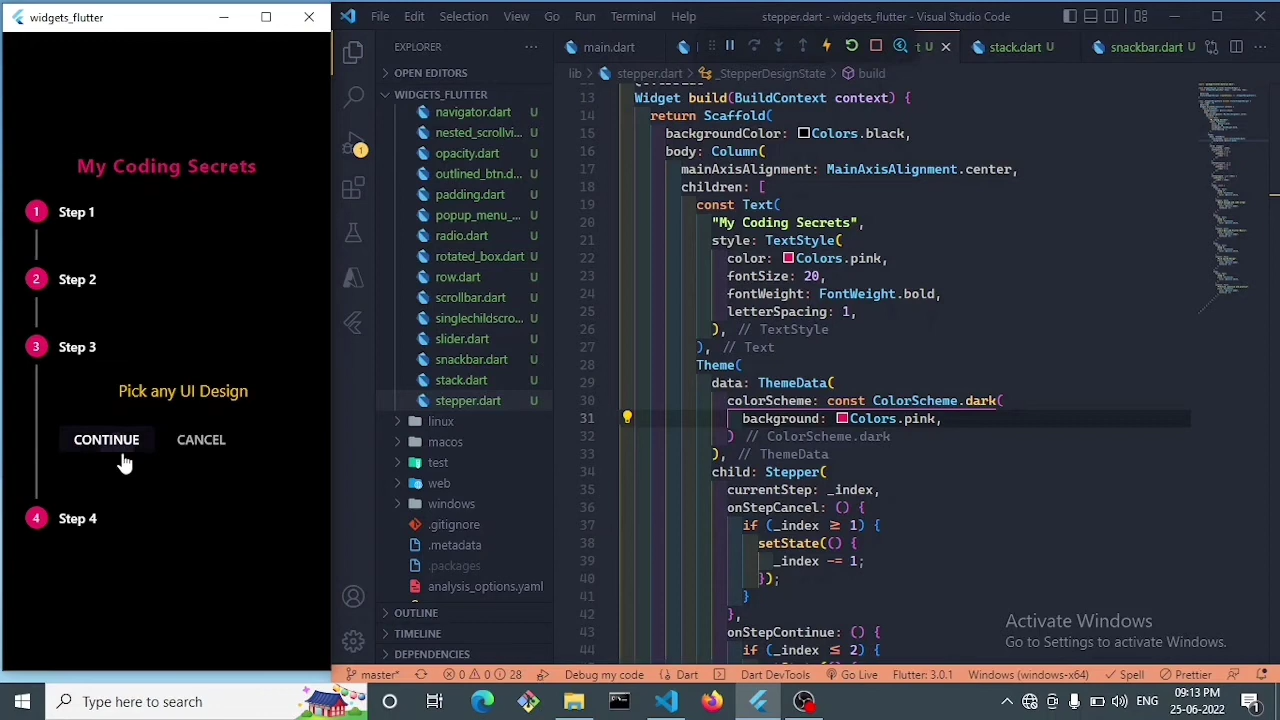 widgets_flutter
My Coding Secrets
1 Step 1
2 Step 2
3 Step 3
Pick any UI Design
CONTINUE CANCEL
4 Step 4
File Edit Selection View Go Run Terminal Help
stepper.dart - widgets_flutter - Visual Studio Code
EXPLORER
OPEN EDITORS
WIDGETS_FLUTTER
navigator.dart
nested_scrollvi... U
opacity.dart U
outlined_btn.d... U
padding.dart U
popup_menu_... U
radio.dart U
rotated_box.dart U
row.dart U
scrollbar.dart U
singlechildscro... U
slider.dart U
snackbar.dart U
stack.dart U
stepper.dart U
linux
macos
test
web
windows
.gitignore
.metadata
.packages
analysis_options.yaml
OUTLINE
TIMELINE
DEPENDENCIES
1
main.dart
t U
stack.dart U
snackbar.dart U
lib > stepper.dart > _StepperDesignState > build
13 Widget build(BuildContext context) {
14 return Scaffold(
15 backgroundColor: Colors.black,
16 body: Column(
17 mainAxisAlignment: MainAxisAlignment.center,
18 children: [
19 const Text(
20 "My Coding Secrets",
21 style: TextStyle(
22 color: Colors.pink,
23 fontSize: 20,
24 fontWeight: FontWeight.bold,
25 letterSpacing: 1,
26 ), // TextStyle
27 ), // Text
28 Theme(
29 data: ThemeData(
30 colorScheme: const ColorScheme.dark(
31 background: Colors.pink,
32 ) // ColorScheme.dark
33 ), // ThemeData
34 child: Stepper(
35 currentStep: _index,
36 onStepCancel: () {
37 if (_index ≥ 1) {
38 setState(() {
39 _index -= 1;
40 });
41 }
42 },
43 onStepContinue: () {
44 if (_index ≤ 2) {
Activate Windows
Go to Settings to activate Windows.
master* 0 0 28 Debug my code Dart Dart DevTools Go Live Flutter: 3.0.1 Windows (windows-x64) Spell Prettier
Type here to search
ENG
09:13 PM
25-06-2022
1